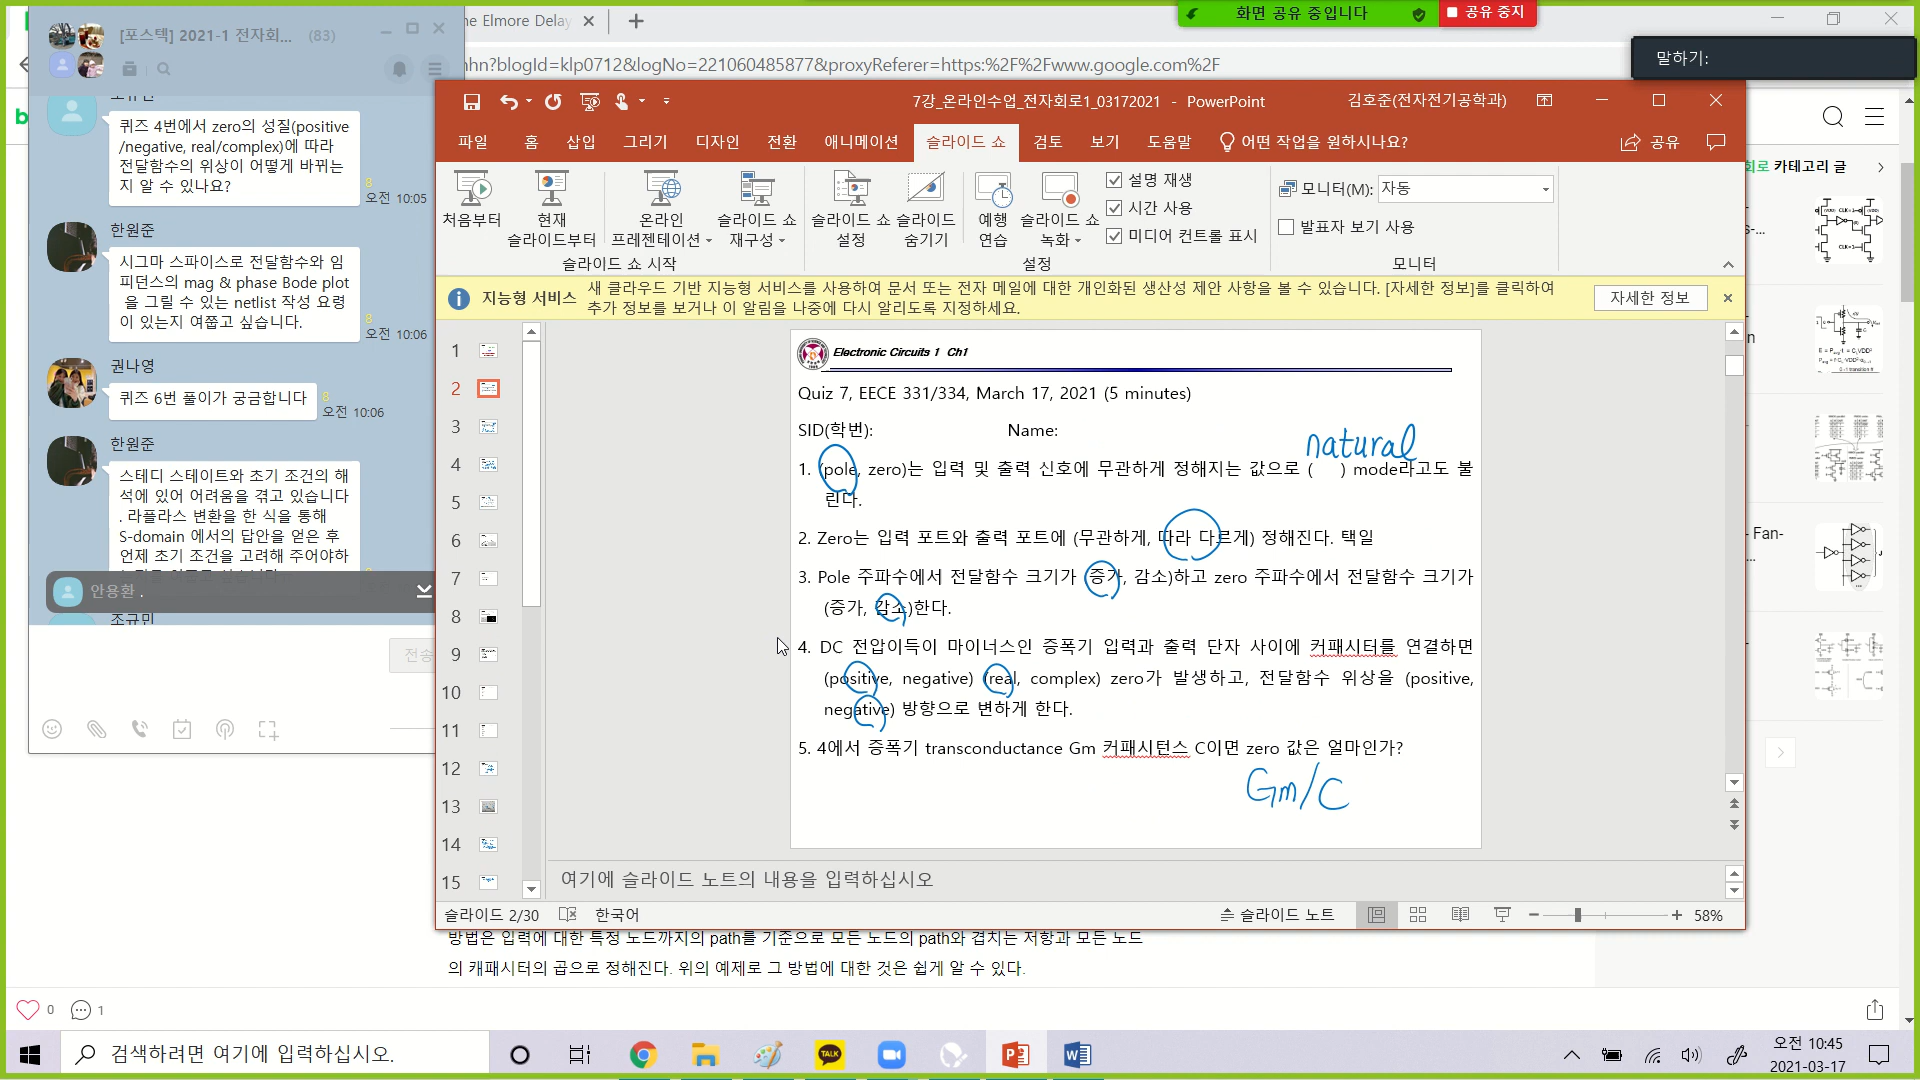 he Elmore Delay
화면 공유 중입니다
공유 중지
말하기:
[포스텍] 2021-1 전자회... (83)
nhn?blogId=klp0712&logNo=221060485877&proxyReferer=https:%2F%2Fwww.google.com%2F
퀴즈 4번에서 zero의 성질(positive
/negative, real/complex)에 따라
전달함수의 위상이 어떻게 바뀌는
지 알 수 있나요?
8
오전 10:05
한원준
시그마 스파이스로 전달함수와 임
피던스의 mag & phase Bode plot
을 그릴 수 있는 netlist 작성 요령
이 있는지 여쭙고 싶습니다.
8
오전 10:06
권나영
퀴즈 6번 풀이가 궁금합니다
8
오전 10:06
한원준
스테디 스테이트와 초기 조건의 해
석에 있어 어려움을 겪고 있습니다
. 라플라스 변환을 한 식을 통해
S-domain 에서의 답안을 얻은 후
언제 초기 조건을 고려해 주어야하
안용환 .
조규민
전송
7강_온라인수업_전자회로1_03172021 - PowerPoint
김호준(전자전기공학과)
파일 홈 삽입 그리기 디자인 전환 애니메이션 슬라이드 쇼 검토 보기 도움말 어떤 작업을 원하시나요? 공유
처음부터
현재
슬라이드부터
온라인
프레젠테이션
슬라이드 쇼
재구성
슬라이드 쇼
설정
슬라이드
숨기기
예행
연습
슬라이드 쇼
녹화
설명 재생
시간 사용
미디어 컨트롤 표시
모니터(M): 자동
발표자 보기 사용
슬라이드 쇼 시작
설정
모니터
지능형 서비스
새 클라우드 기반 지능형 서비스를 사용하여 문서 또는 전자 메일에 대한 개인화된 생산성 제안 사항을 볼 수 있습니다. [자세한 정보]를 클릭하여
추가 정보를 보거나 이 알림을 나중에 다시 알리도록 지정하세요.
자세한 정보
1
2
3
4
5
6
7
8
9
10
11
12
13
14
15
Electronic Circuits 1 Ch1
Quiz 7, EECE 331/334, March 17, 2021 (5 minutes)
SID(학번): Name:
natural
1. (pole, zero)는 입력 및 출력 신호에 무관하게 정해지는 값으로 ( ) mode라고도 불
린다.
2. Zero는 입력 포트와 출력 포트에 (무관하게, 따라 다르게) 정해진다. 택일
3. Pole 주파수에서 전달함수 크기가 (증가, 감소)하고 zero 주파수에서 전달함수 크기가
(증가, 감소)한다.
4. DC 전압이득이 마이너스인 증폭기 입력과 출력 단자 사이에 커패시터를 연결하면
(positive, negative) (real, complex) zero가 발생하고, 전달함수 위상을 (positive,
negative) 방향으로 변하게 한다.
5. 4에서 증폭기 transconductance Gm 커패시턴스 C이면 zero 값은 얼마인가?
Gm/C
여기에 슬라이드 노트의 내용을 입력하십시오
슬라이드 2/30 한국어
슬라이드 노트
58%
회로 카테고리 글
Fan-
방법은 입력에 대한 특정 노드까지의 path를 기준으로 모든 노드의 path와 겹치는 저항과 모든 노드
의 캐패시터의 곱으로 정해진다. 위의 예제로 그 방법에 대한 것은 쉽게 알 수 있다.
0
1
검색하려면 여기에 입력하십시오.
TALK
오전 10:45
2021-03-17